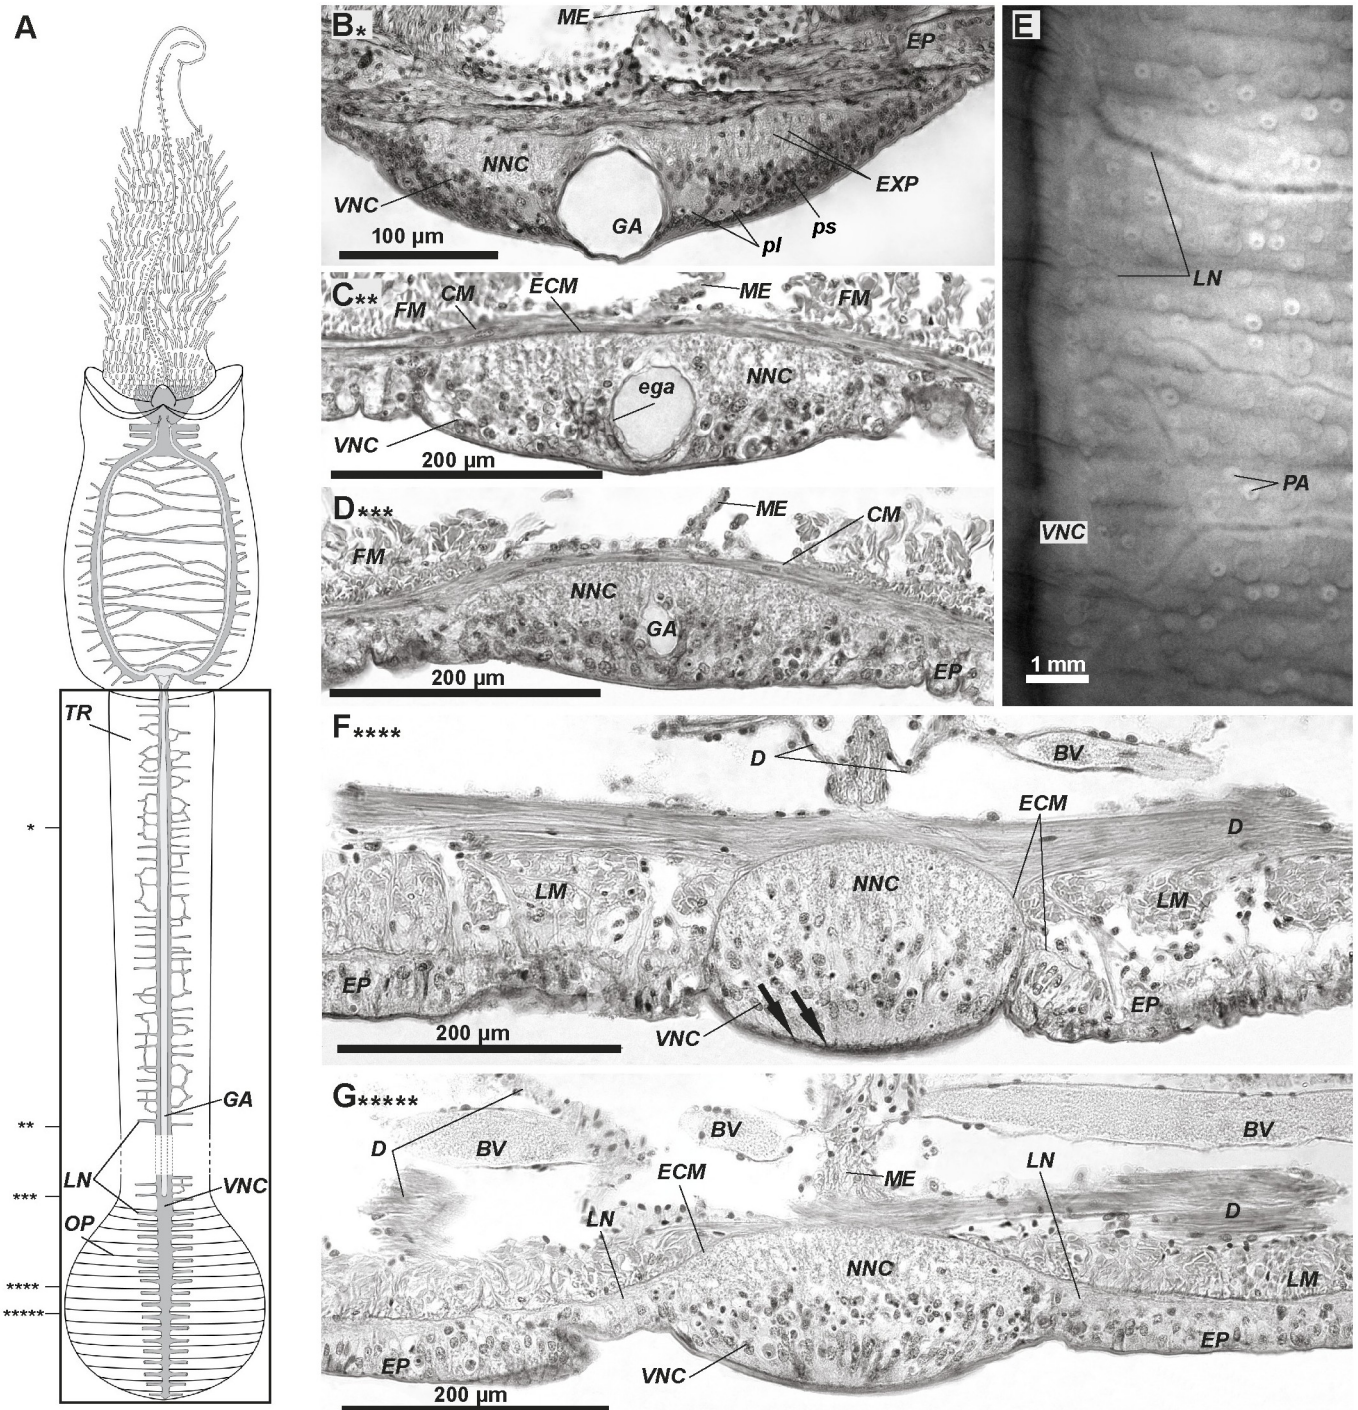 A
TR
*
GA
**
LN
VNC
***
OP
****
*****
B*
ME
EP
NNC
EXP
VNC
GA
ps
pl
100 µm
C**
FM
CM
ECM
ME
FM
ega
NNC
VNC
200 µm
D***
ME
CM
FM
NNC
GA
EP
200 µm
E
LN
PA
VNC
1 mm
F****
D
BV
ECM
D
LM
NNC
LM
EP
EP
VNC
200 µm
G*****
D
BV
BV
BV
ECM
ME
LN
LN
D
NNC
LM
EP
VNC
EP
200 µm